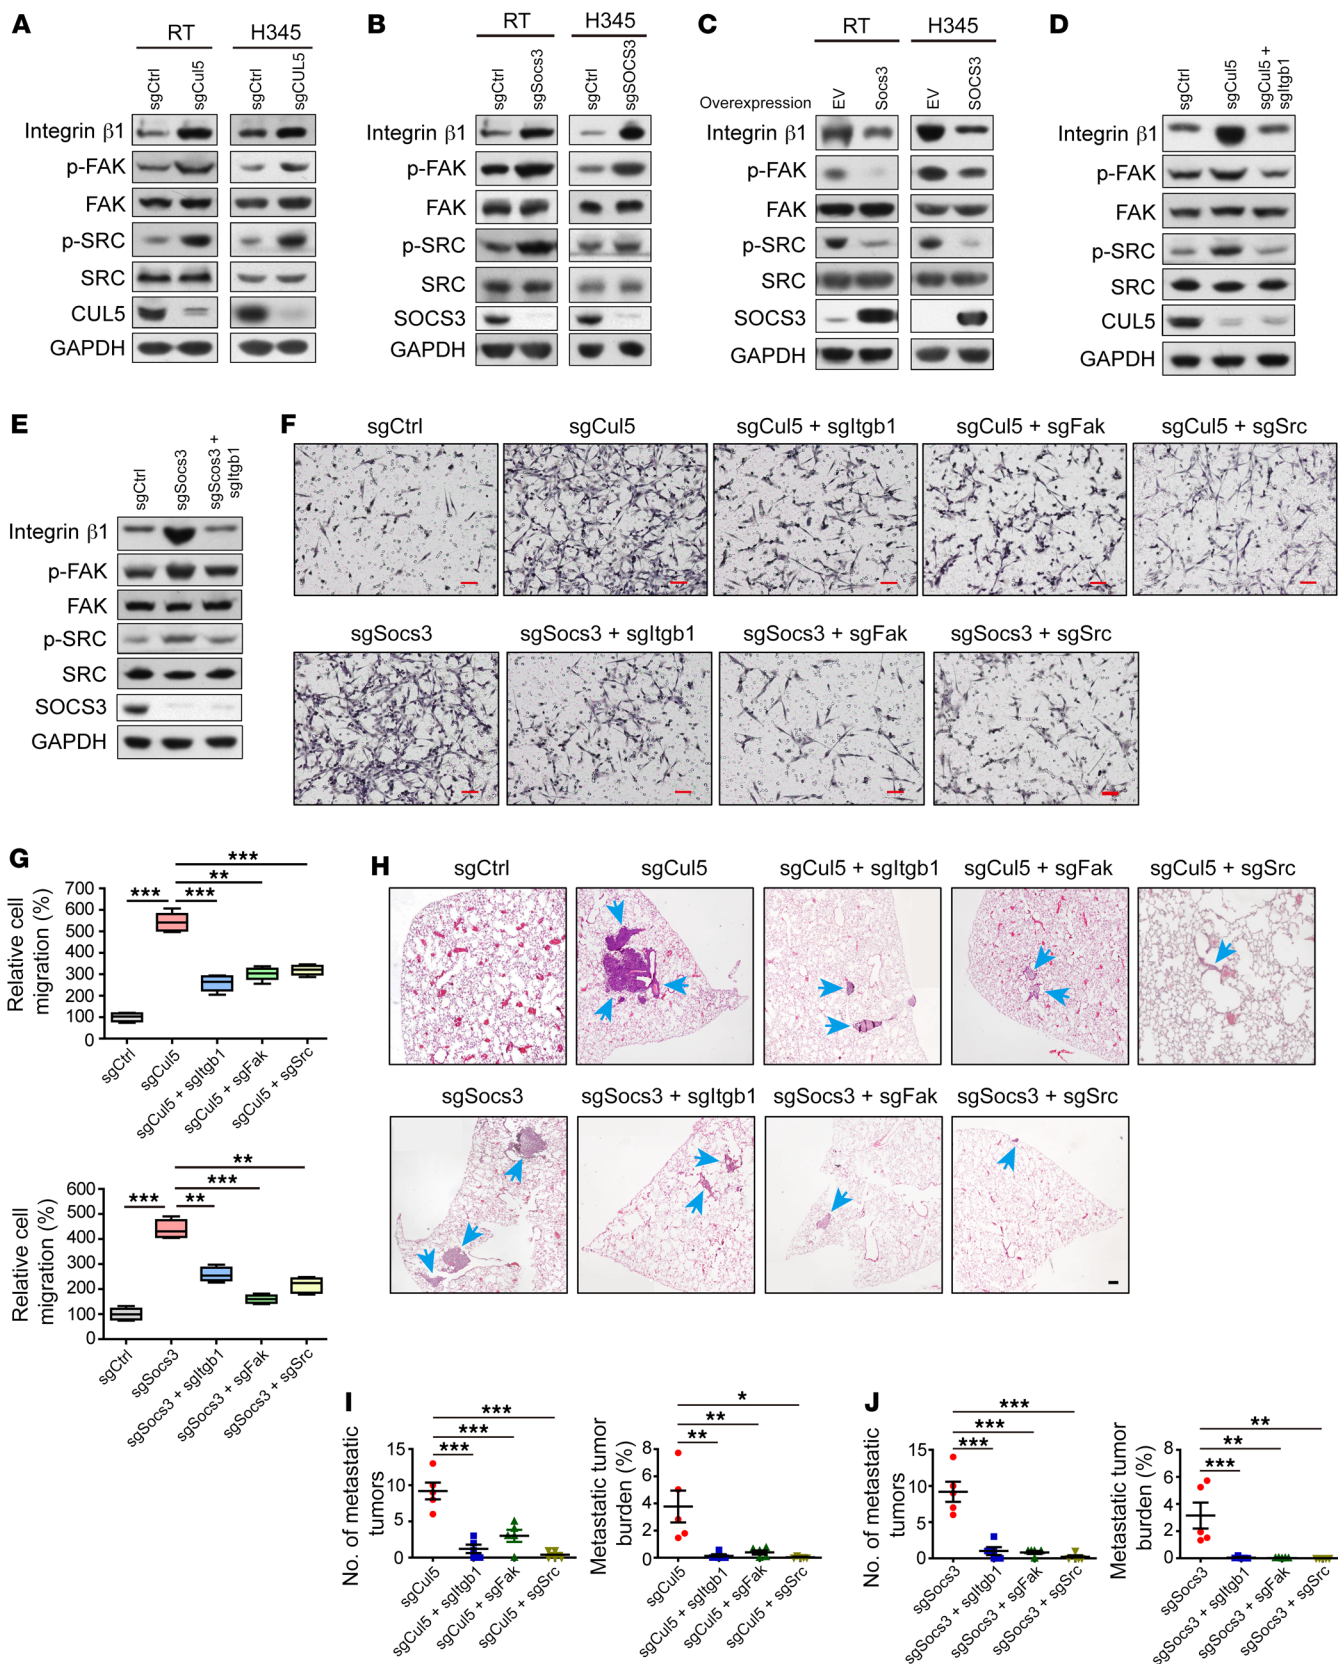 A
RT H345
sgCtrl sgCul5 sgCtrl sgCUL5
Integrin β1
p-FAK
FAK
p-SRC
SRC
CUL5
GAPDH
B
RT H345
sgCtrl sgSocs3 sgCtrl sgSOCS3
Integrin β1
p-FAK
FAK
p-SRC
SRC
SOCS3
GAPDH
C
RT H345
Overexpression EV Socs3 EV SOCS3
Integrin β1
p-FAK
FAK
p-SRC
SRC
SOCS3
GAPDH
D
sgCtrl sgCul5 sgCul5 + sgItgb1
Integrin β1
p-FAK
FAK
p-SRC
SRC
CUL5
GAPDH
E
sgCtrl sgSocs3 sgSocs3 + sgItgb1
Integrin β1
p-FAK
FAK
p-SRC
SRC
SOCS3
GAPDH
F
sgCtrl sgCul5 sgCul5 + sgItgb1 sgCul5 + sgFak sgCul5 + sgSrc
sgSocs3 sgSocs3 + sgItgb1 sgSocs3 + sgFak sgSocs3 + sgSrc
G
Relative cell
migration (%)
700
600
500
400
300
200
100
0
***
**
*** ***
sgCtrl sgCul5 sgCul5 + sgItgb1 sgCul5 + sgFak sgCul5 + sgSrc
Relative cell
migration (%)
600
500
400
300
200
100
0
**
***
*** **
sgCtrl sgSocs3 sgSocs3 + sgItgb1 sgSocs3 + sgFak sgSocs3 + sgSrc
H
sgCtrl sgCul5 sgCul5 + sgItgb1 sgCul5 + sgFak sgCul5 + sgSrc
sgSocs3 sgSocs3 + sgItgb1 sgSocs3 + sgFak sgSocs3 + sgSrc
I
No. of metastatic
tumors
15
10
5
0
***
***
***
sgCul5 sgCul5 + sgItgb1 sgCul5 + sgFak sgCul5 + sgSrc
Metastatic tumor
burden (%)
8
6
4
2
0
*
**
**
sgCul5 sgCul5 + sgItgb1 sgCul5 + sgFak sgCul5 + sgSrc
J
No. of metastatic
tumors
15
10
5
0
***
***
***
sgSocs3 sgSocs3 + sgItgb1 sgSocs3 + sgFak sgSocs3 + sgSrc
Metastatic tumor
burden (%)
8
6
4
2
0
**
**
***
sgSocs3 sgSocs3 + sgItgb1 sgSocs3 + sgFak sgSocs3 + sgSrc